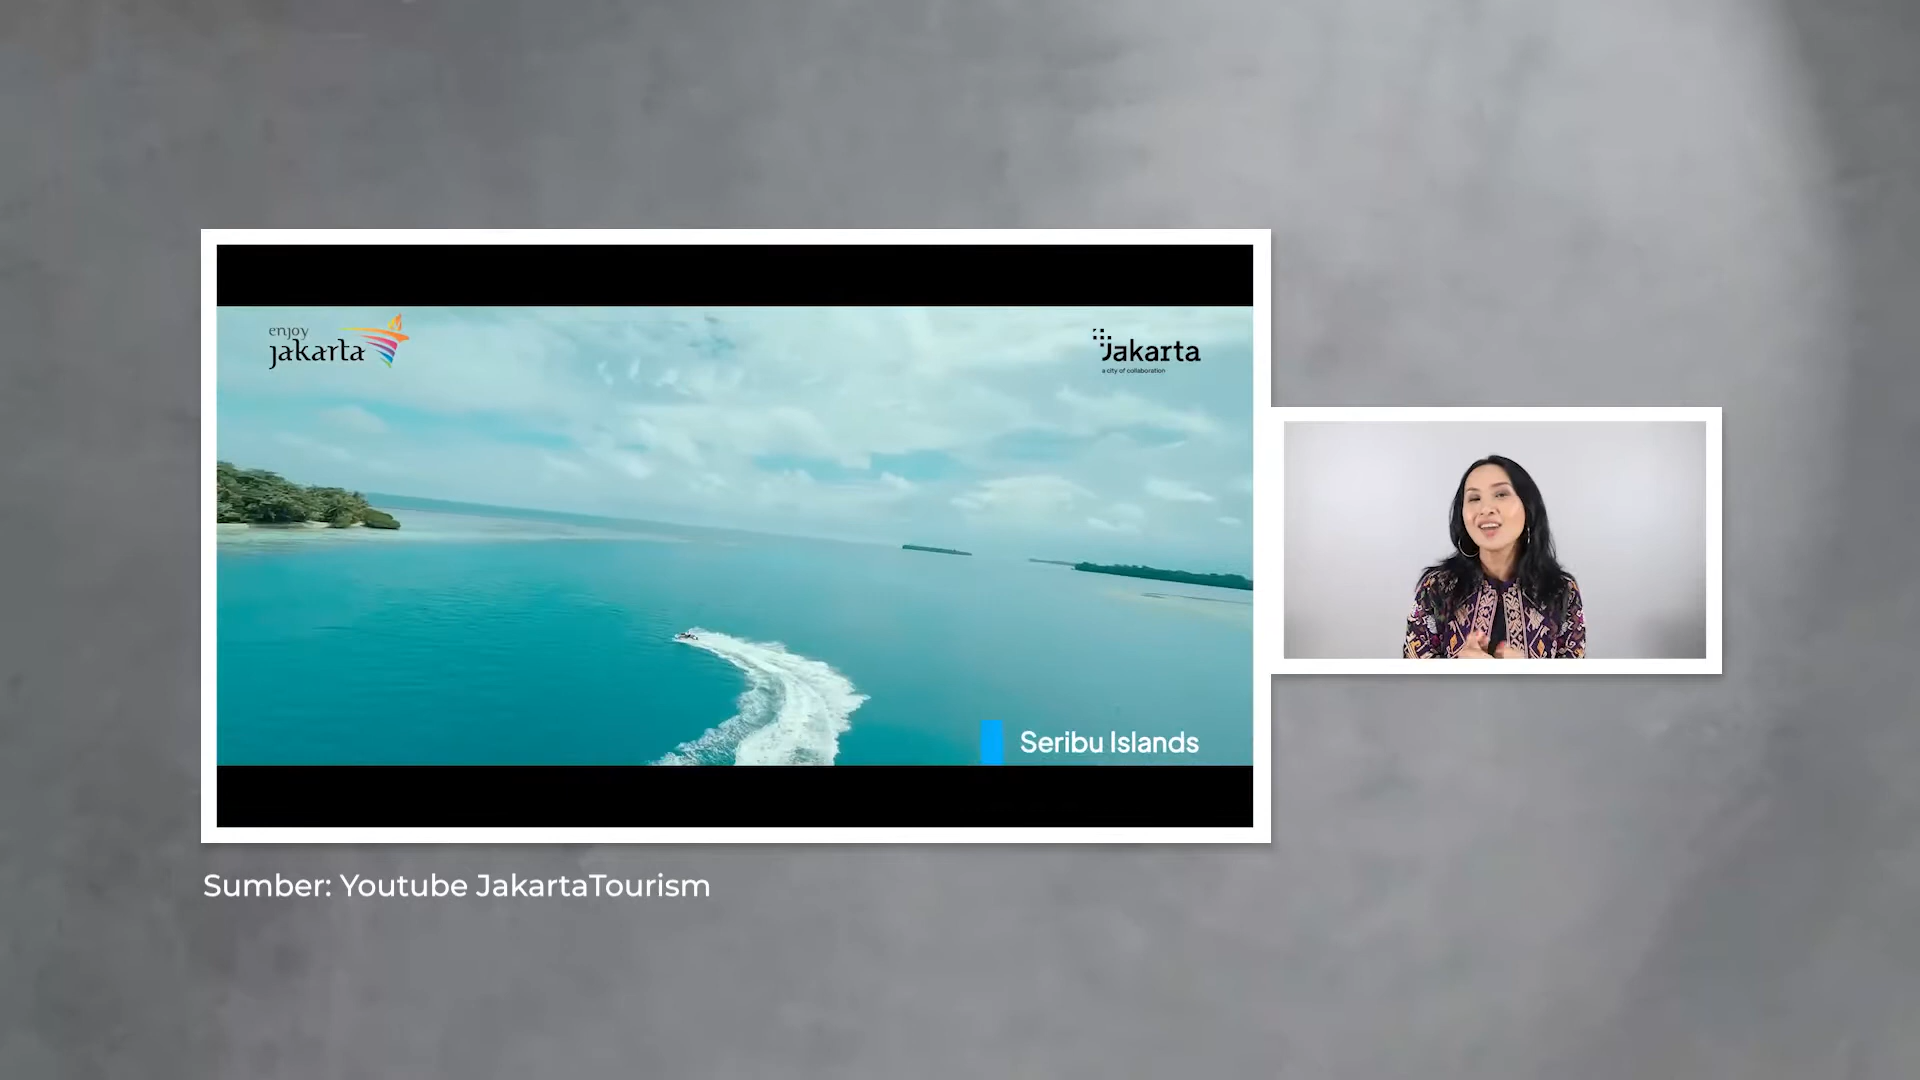 enjoy
jakarta
Jakarta
a city of collaboration
Seribu Islands
Sumber: Youtube JakartaTourism